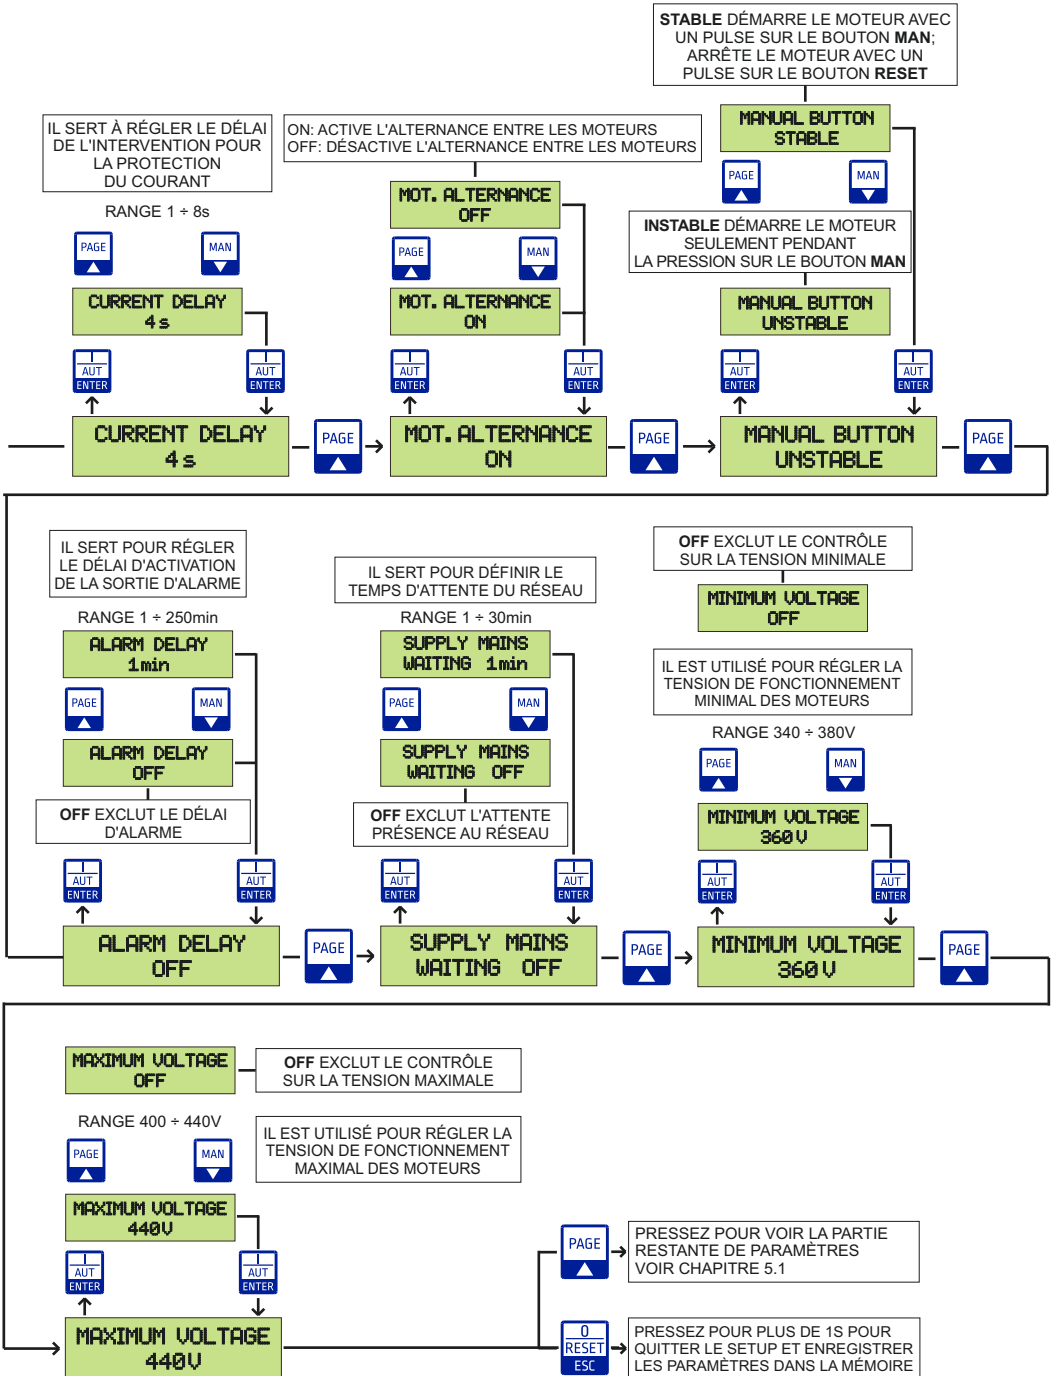 STABLE DÉMARRE LE MOTEUR AVEC
UN PULSE SUR LE BOUTON MAN;
ARRÊTE LE MOTEUR AVEC UN
PULSE SUR LE BOUTON RESET
IL SERT À RÉGLER LE DÉLAI
DE L'INTERVENTION POUR
LA PROTECTION
DU COURANT
RANGE 1 ÷ 8s
PAGE
MAN
CURRENT DELAY
4 s
AUT
ENTER
AUT
ENTER
CURRENT DELAY
4 s
PAGE
ON: ACTIVE L'ALTERNANCE ENTRE LES MOTEURS
OFF: DÉSACTIVE L'ALTERNANCE ENTRE LES MOTEURS
MOT. ALTERNANCE
OFF
PAGE
MAN
MOT. ALTERNANCE
ON
AUT
ENTER
AUT
ENTER
MOT. ALTERNANCE
ON
PAGE
MANUAL BUTTON
STABLE
PAGE
MAN
INSTABLE DÉMARRE LE MOTEUR
SEULEMENT PENDANT
LA PRESSION SUR LE BOUTON MAN
MANUAL BUTTON
UNSTABLE
AUT
ENTER
AUT
ENTER
MANUAL BUTTON
UNSTABLE
PAGE
IL SERT POUR RÉGLER
LE DÉLAI D'ACTIVATION
DE LA SORTIE D'ALARME
RANGE 1 ÷ 250min
ALARM DELAY
1min
PAGE
MAN
ALARM DELAY
OFF
OFF EXCLUT LE DÉLAI
D'ALARME
AUT
ENTER
AUT
ENTER
ALARM DELAY
OFF
PAGE
IL SERT POUR DÉFINIR LE
TEMPS D'ATTENTE DU RÉSEAU
RANGE 1 ÷ 30min
SUPPLY MAINS
WAITING 1min
PAGE
MAN
SUPPLY MAINS
WAITING OFF
OFF EXCLUT L'ATTENTE
PRÉSENCE AU RÉSEAU
AUT
ENTER
AUT
ENTER
SUPPLY MAINS
WAITING OFF
PAGE
OFF EXCLUT LE CONTRÔLE
SUR LA TENSION MINIMALE
MINIMUM VOLTAGE
OFF
IL EST UTILISÉ POUR RÉGLER LA
TENSION DE FONCTIONNEMENT
MINIMAL DES MOTEURS
RANGE 340 ÷ 380V
PAGE
MAN
MINIMUM VOLTAGE
360 V
AUT
ENTER
AUT
ENTER
MINIMUM VOLTAGE
360 V
PAGE
MAXIMUM VOLTAGE
OFF
OFF EXCLUT LE CONTRÔLE
SUR LA TENSION MAXIMALE
RANGE 400 ÷ 440V
IL EST UTILISÉ POUR RÉGLER LA
TENSION DE FONCTIONNEMENT
MAXIMAL DES MOTEURS
PAGE
MAN
MAXIMUM VOLTAGE
440V
AUT
ENTER
AUT
ENTER
MAXIMUM VOLTAGE
440V
PAGE
PRESSEZ POUR VOIR LA PARTIE
RESTANTE DE PARAMÈTRES
VOIR CHAPITRE 5.1
0
RESET
ESC
PRESSEZ POUR PLUS DE 1S POUR
QUITTER LE SETUP ET ENREGISTRER
LES PARAMÈTRES DANS LA MÉMOIRE